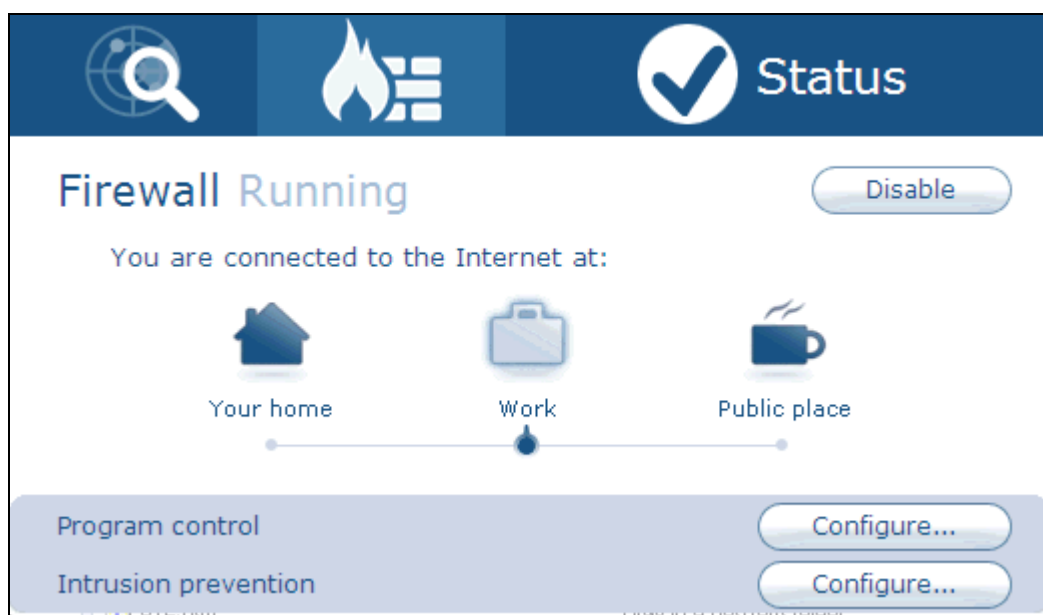 Status
Firewall Running
Disable
You are connected to the Internet at:
Your home Work Public place
Program control
Configure...
Intrusion prevention
Configure...